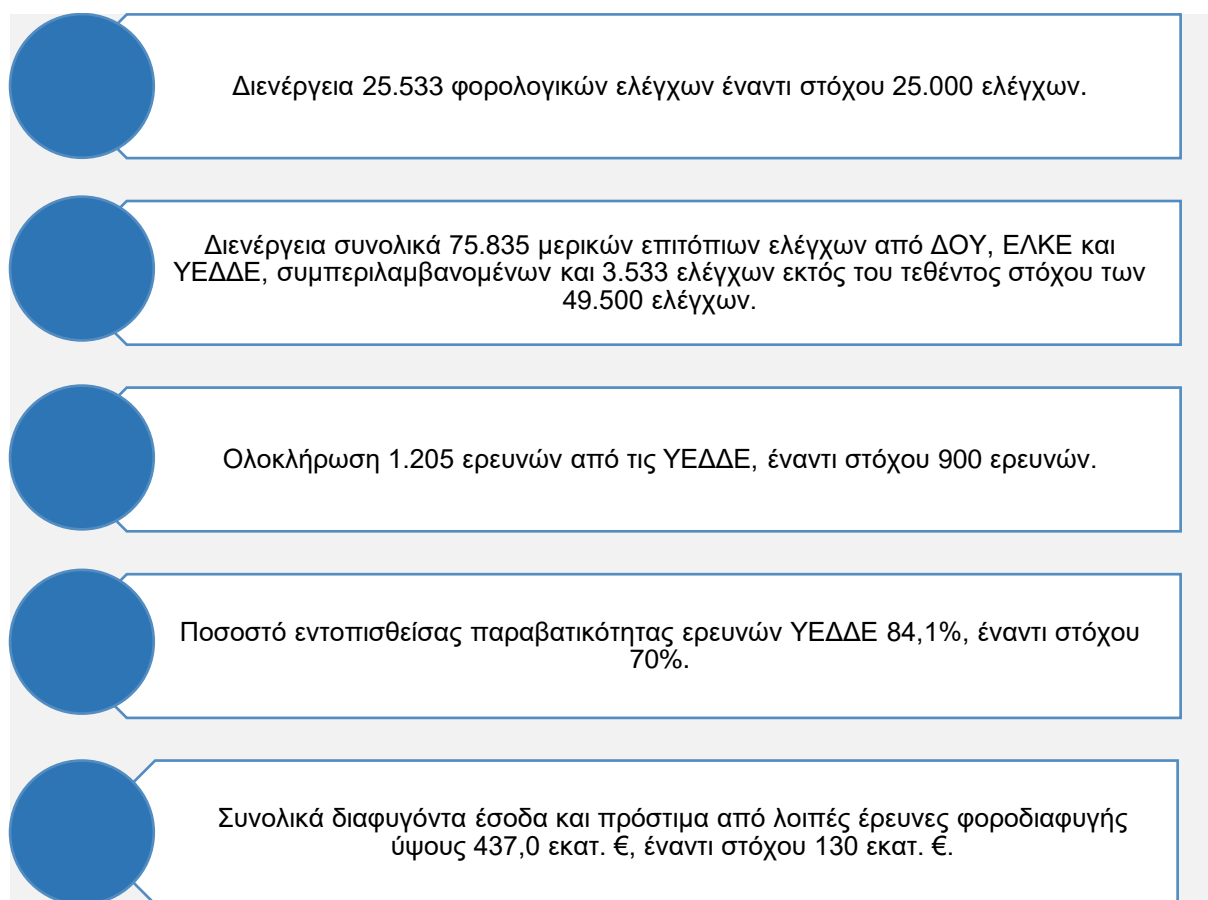 Διενέργεια 25.533 φορολογικών ελέγχων έναντι στόχου 25.000 ελέγχων.
Διενέργεια συνολικά 75.835 μερικών επιτόπιων ελέγχων από ΔΟΥ, ΕΛΚΕ και
ΥΕΔΔΕ, συμπεριλαμβανομένων και 3.533 ελέγχων εκτός του τεθέντος στόχου των
49.500 ελέγχων.
Ολοκλήρωση 1.205 ερευνών από τις ΥΕΔΔΕ, έναντι στόχου 900 ερευνών.
Ποσοστό εντοπισθείσας παραβατικότητας ερευνών ΥΕΔΔΕ 84,1%, έναντι στόχου
70%.
Συνολικά διαφυγόντα έσοδα και πρόστιμα από λοιπές έρευνες φοροδιαφυγής
ύψους 437,0 εκατ. €, έναντι στόχου 130 εκατ. €.